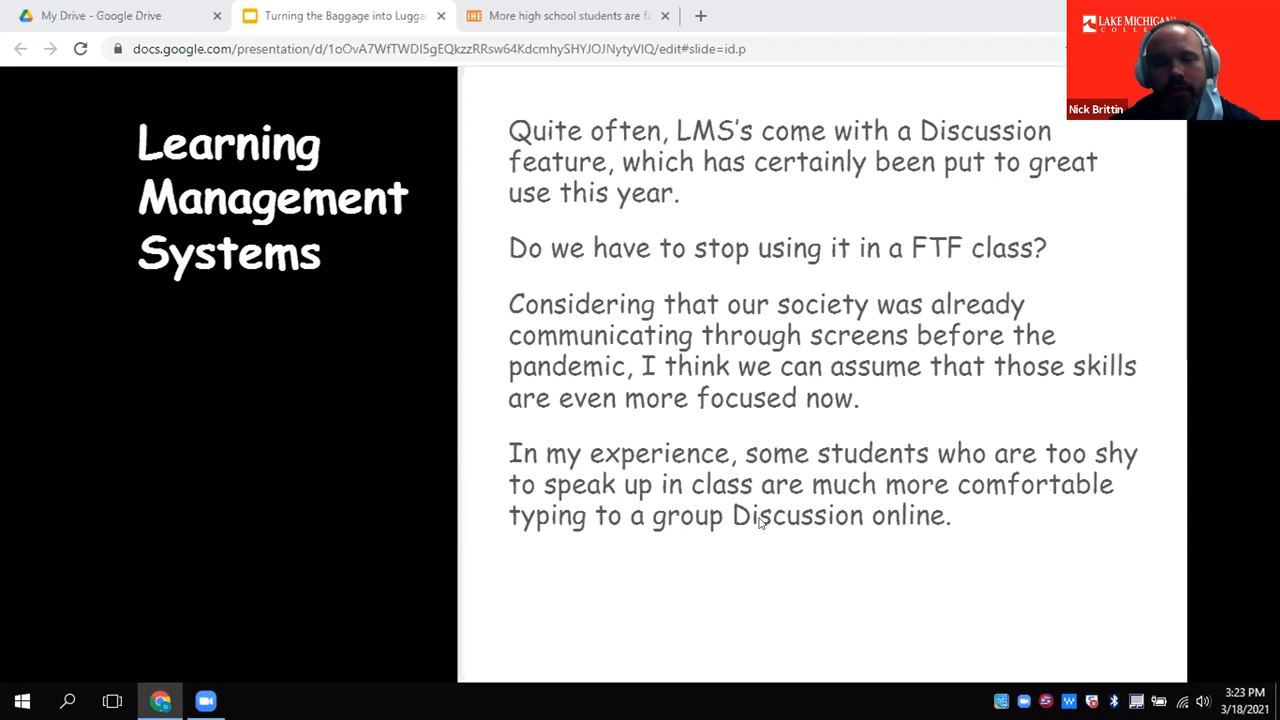 My Drive - Google Drive
Turning the Baggage into Lugga
More high school students are fa
docs.google.com/presentation/d/1oOvA7WfTWDI5gEQkzzRRsw64KdcmhySHYJOJNytyVIQ/edit#slide=id.p
LAKE MICHIGAN
COLLEGE
Nick Brittin
Learning
Management
Systems
Quite often, LMS's come with a Discussion
feature, which has certainly been put to great
use this year.
Do we have to stop using it in a FTF class?
Considering that our society was already
communicating through screens before the
pandemic, I think we can assume that those skills
are even more focused now.
In my experience, some students who are too shy
to speak up in class are much more comfortable
typing to a group Discussion online.
3:23 PM
3/18/2021